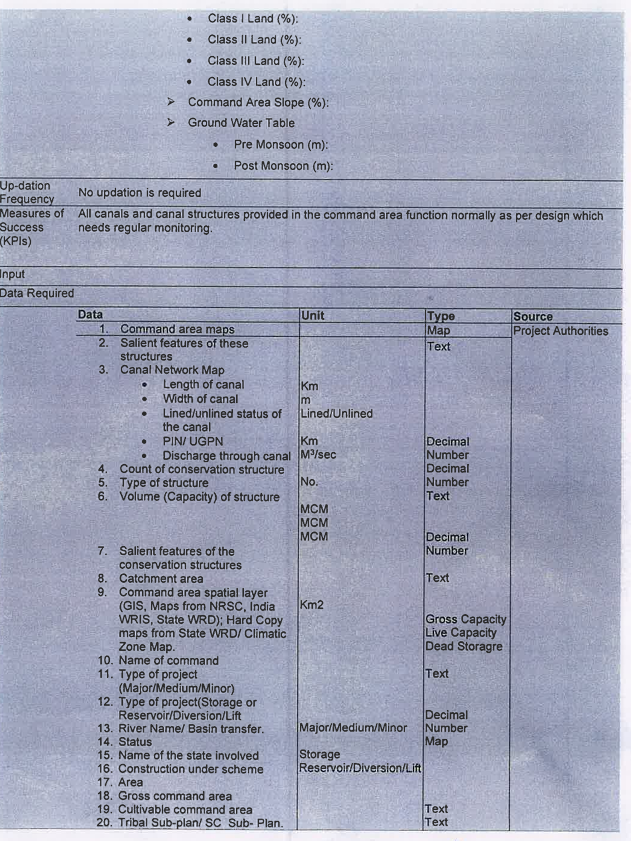 • Class I Land (%):
• Class II Land (%):
• Class III Land (%):
• Class IV Land (%):
➢ Command Area Slope (%):
➢ Ground Water Table
• Pre Monsoon (m):
• Post Monsoon (m):
Up-dation
Frequency
No updation is required
Measures of
Success
(KPIs)
All canals and canal structures provided in the command area function normally as per design which
needs regular monitoring.
Input
Data Required
Data Unit Type Source
1. Command area maps Map Project Authorities
2. Salient features of these Text
structures
3. Canal Network Map
• Length of canal Km
• Width of canal m
• Lined/unlined status of Lined/Unlined
the canal
• PIN/ UGPN Km Decimal
• Discharge through canal M³/sec Number
4. Count of conservation structure Decimal
5. Type of structure No. Number
6. Volume (Capacity) of structure Text
MCM
MCM
MCM Decimal
7. Salient features of the Number
conservation structures
8. Catchment area Text
9. Command area spatial layer
(GIS, Maps from NRSC, India Km2
WRIS, State WRD); Hard Copy Gross Capacity
maps from State WRD/ Climatic Live Capacity
Zone Map. Dead Storagre
10. Name of command
11. Type of project Text
(Major/Medium/Minor)
12. Type of project(Storage or
Reservoir/Diversion/Lift Decimal
13. River Name/ Basin transfer. Major/Medium/Minor Number
14. Status Map
15. Name of the state involved Storage
16. Construction under scheme Reservoir/Diversion/Lift
17. Area
18. Gross command area
19. Cultivable command area Text
20. Tribal Sub-plan/ SC Sub- Plan. Text